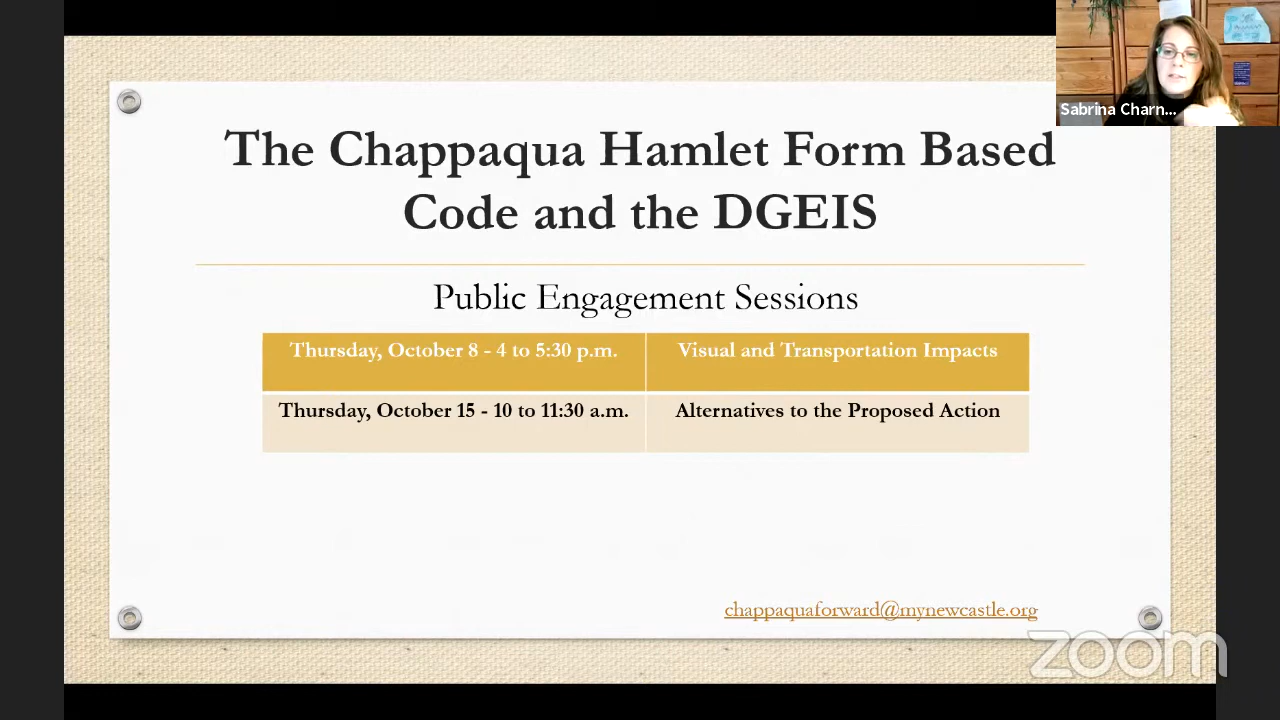 Sabrina Charn...
The Chappaqua Hamlet Form Based
Code and the DGEIS
Public Engagement Sessions
Thursday, October 8 - 4 to 5:30 p.m.
Visual and Transportation Impacts
Thursday, October 15 - 10 to 11:30 a.m.
Alternatives to the Proposed Action
chappaquaforward@mynewcastle.org
zoom